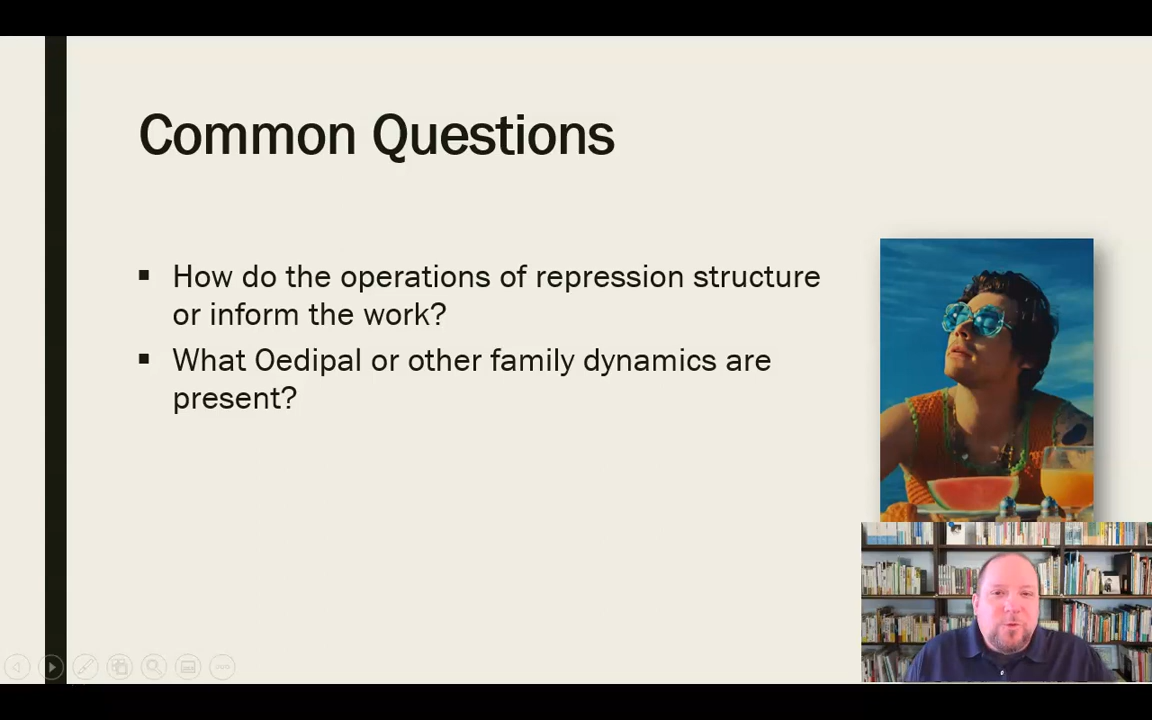 Common Questions
▪ How do the operations of repression structure
or inform the work?
▪ What Oedipal or other family dynamics are
present?